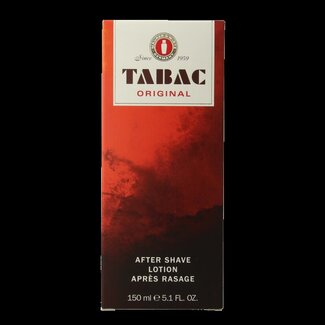 Since 1959
TABAC
ORIGINAL
AFTER SHAVE
LOTION
APRÈS RASAGE
150 ml e 5.1 FL. OZ.